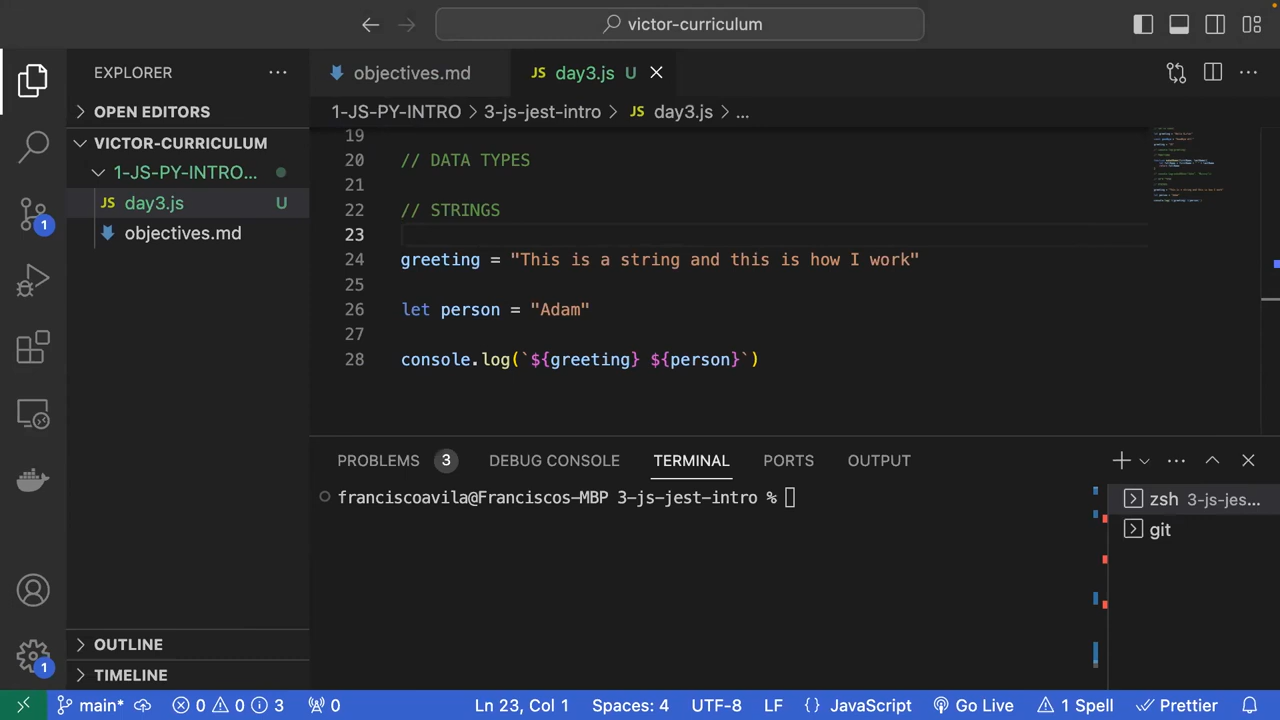 victor-curriculum
EXPLORER
objectives.md
JS day3.js U
OPEN EDITORS
1-JS-PY-INTRO > 3-js-jest-intro > JS day3.js > ...
VICTOR-CURRICULUM
1-JS-PY-INTRO...
JS day3.js U
objectives.md
19
20 // DATA TYPES
21
22 // STRINGS
23
24 greeting = "This is a string and this is how I work"
25
26 let person = "Adam"
27
28 console.log(`${greeting} ${person}`)
PROBLEMS 3 DEBUG CONSOLE TERMINAL PORTS OUTPUT
franciscoavila@Franciscos-MBP 3-js-jest-intro %
zsh 3-js-jes...
git
1
1
OUTLINE
TIMELINE
main* 0 0 3 0 Ln 23, Col 1 Spaces: 4 UTF-8 LF {} JavaScript Go Live 1 Spell Prettier